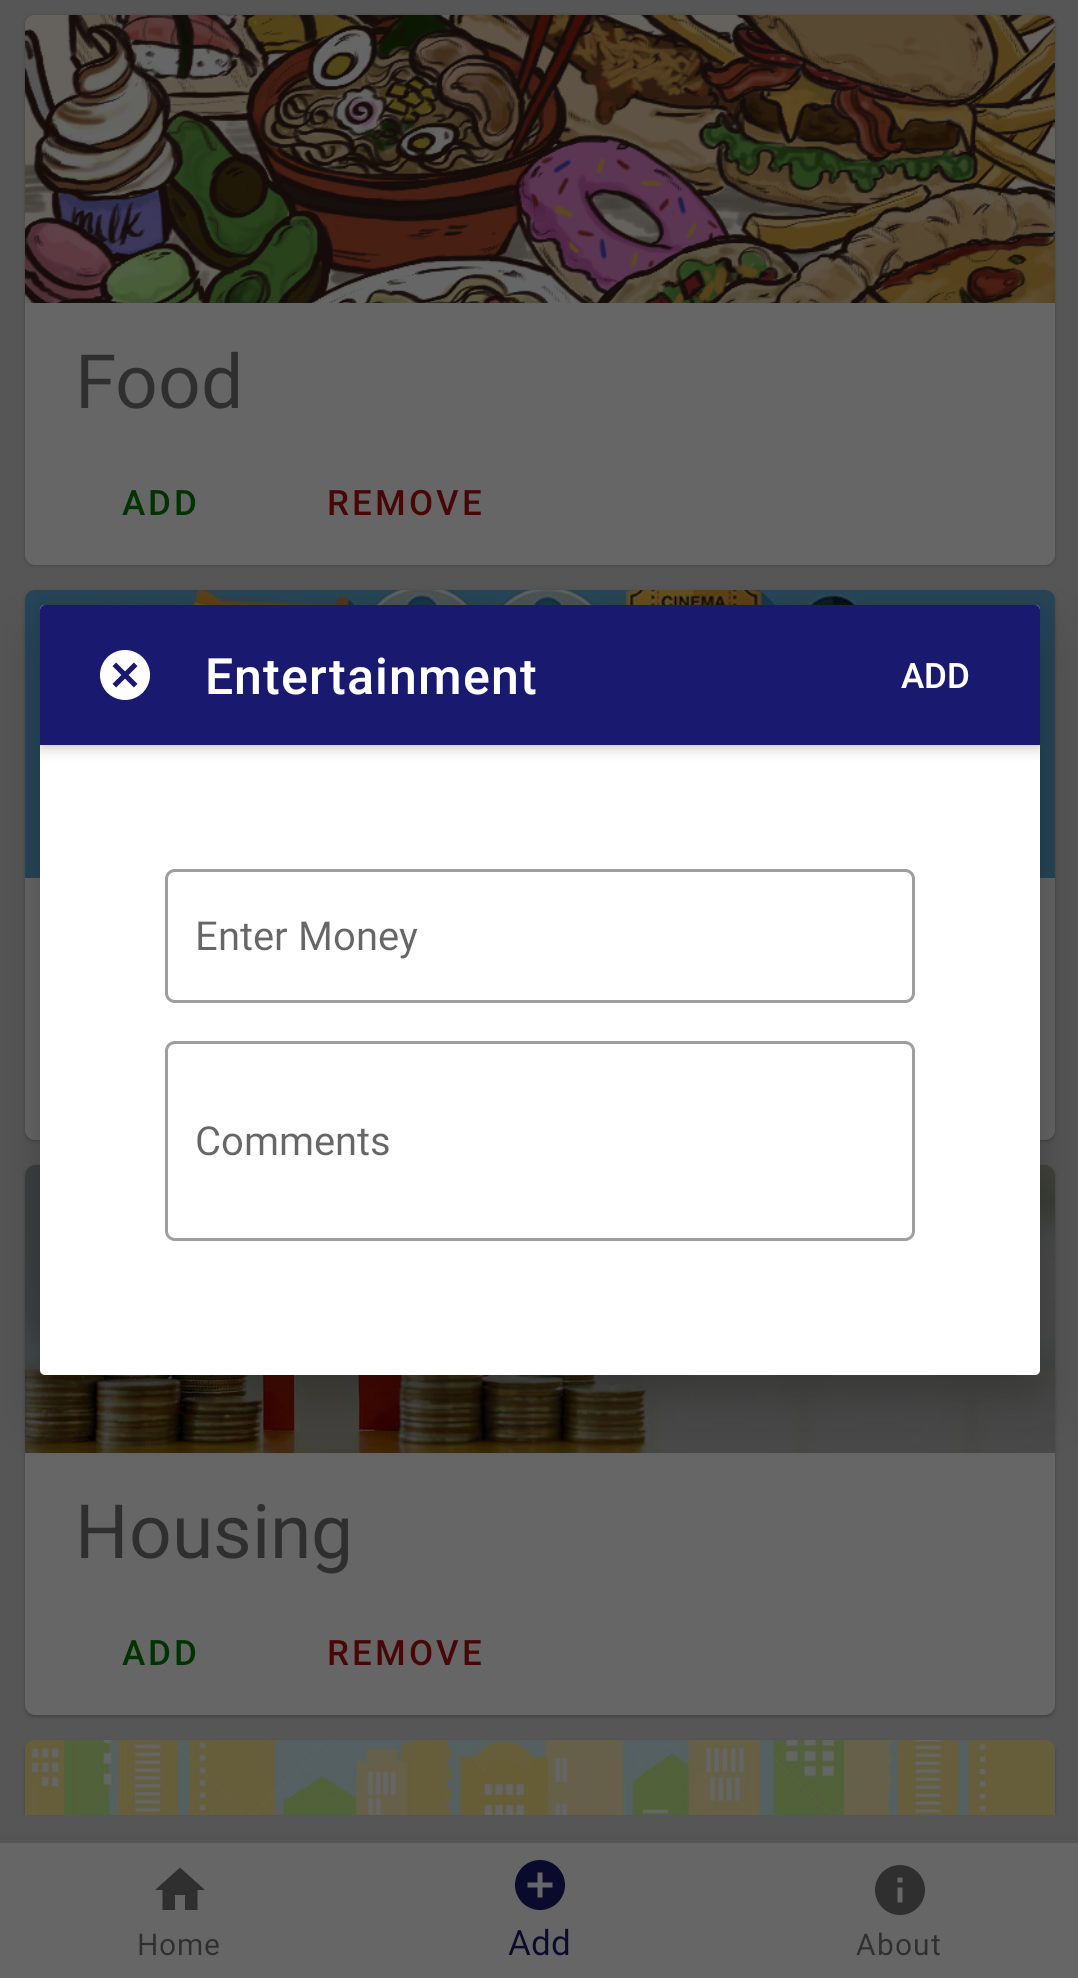 milk
Food
ADD REMOVE
CINEMA
Entertainment ADD
Enter Money
Comments
Housing
ADD REMOVE
Home Add About